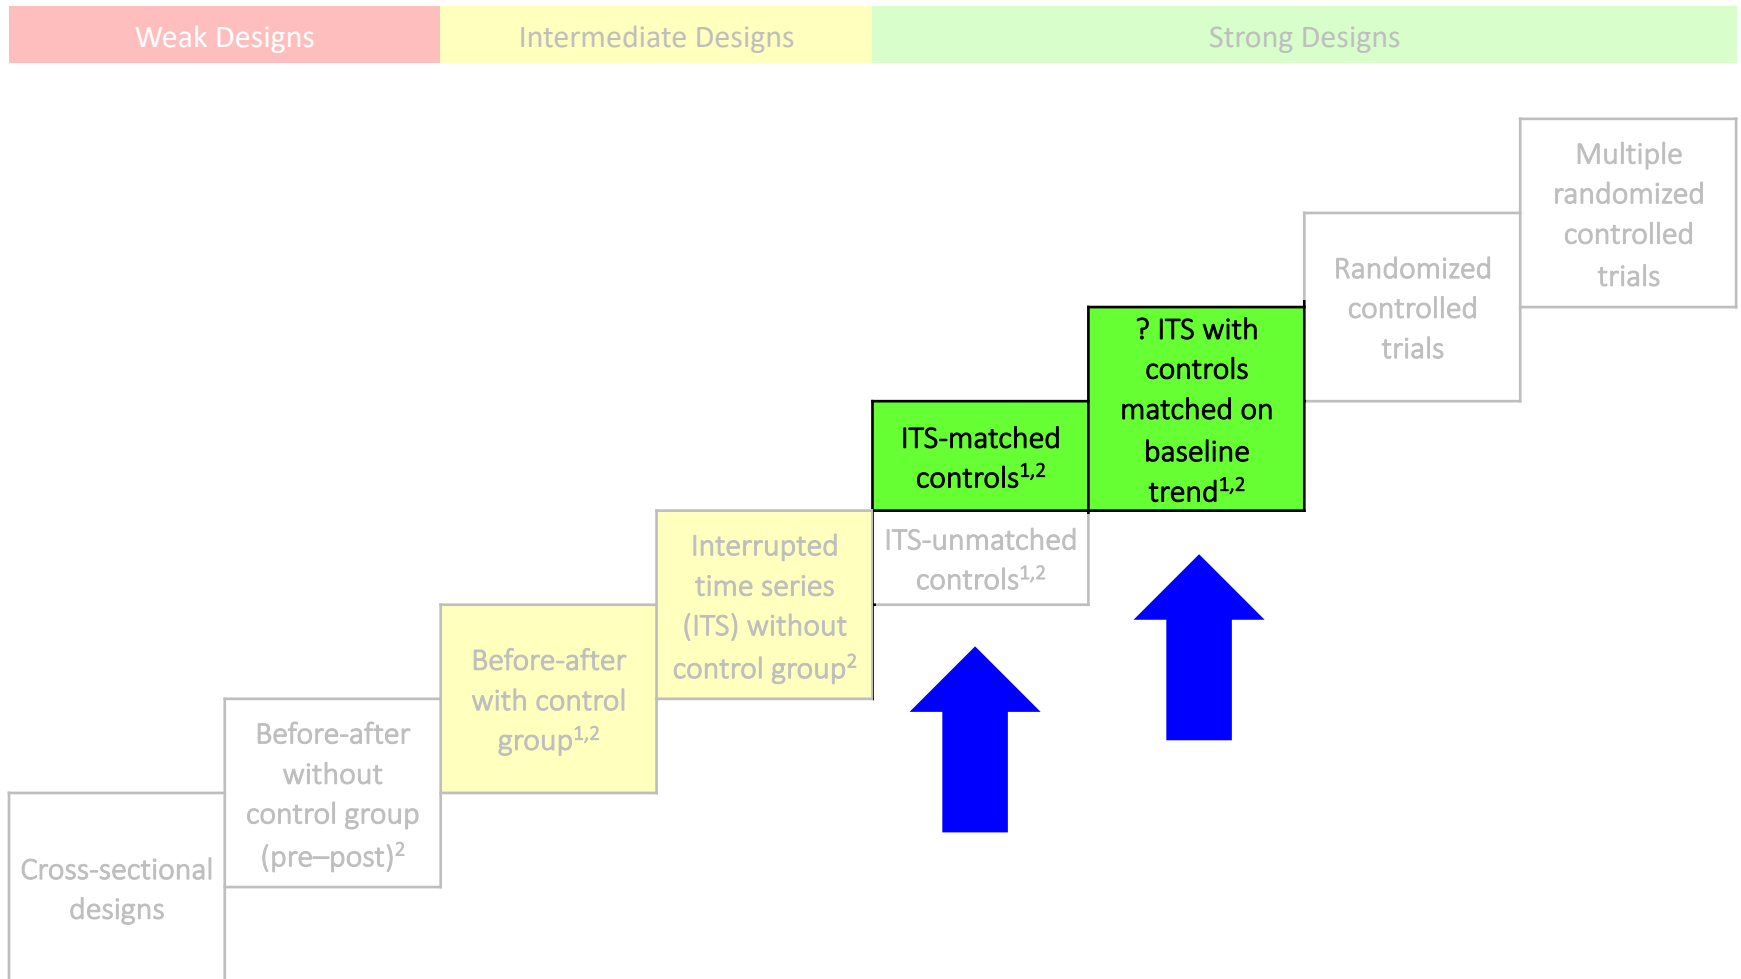 Weak Designs
Intermediate Designs
Strong Designs
Multiple
randomized
controlled
trials
Randomized
controlled
trials
? ITS with
controls
matched on
baseline
trend1,2
ITS-matched
controls1,2
ITS-unmatched
controls1,2
Interrupted
time series
(ITS) without
control group2
Before-after
with control
group1,2
Before-after
without
control group
(pre–post)2
Cross-sectional
designs